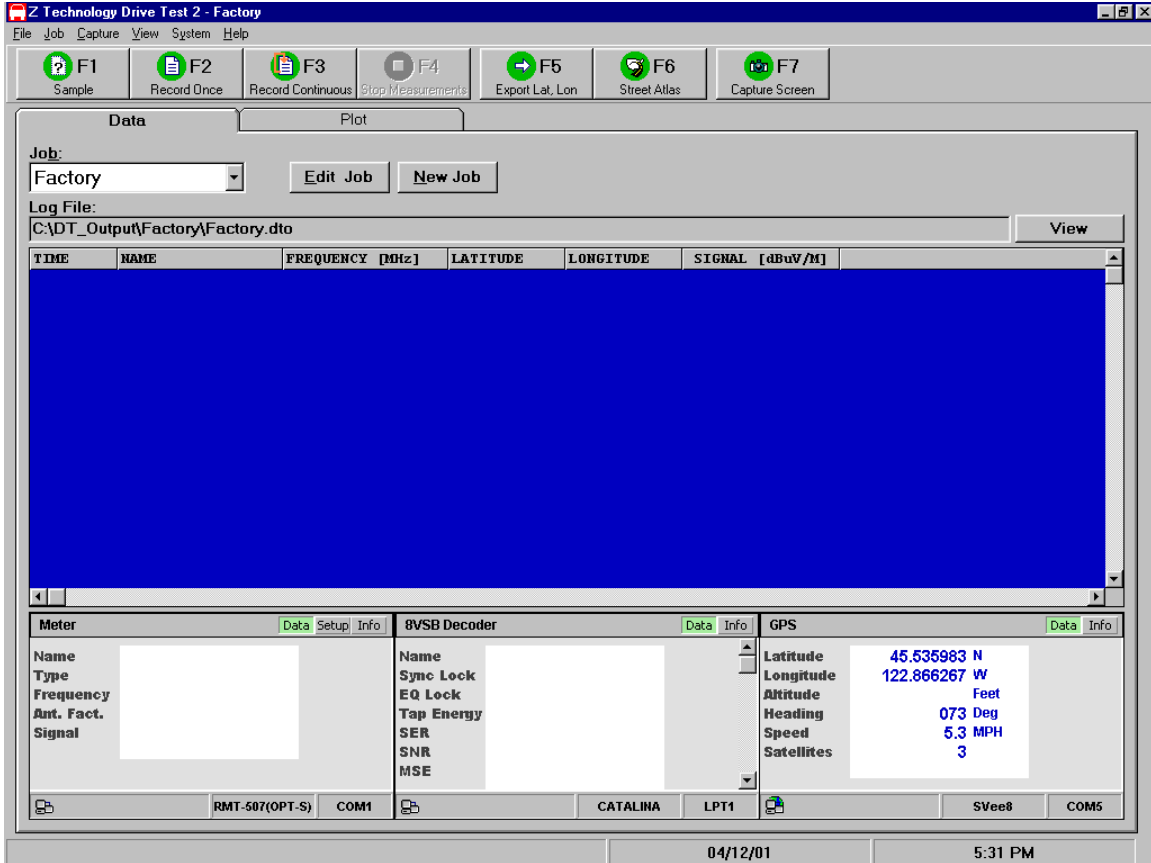 Z Technology Drive Test 2 - Factory
File Job Capture View System Help
F1 F2 F3 F4 F5 F6 F7
Sample Record Once Record Continuous Stop Measurements Export Lat, Lon Street Atlas Capture Screen
Data Plot
Job:
Factory Edit Job New Job
Log File:
C:\DT_Output\Factory\Factory.dto View
TIME NAME FREQUENCY [MHz] LATITUDE LONGITUDE SIGNAL [dBuV/M]
Meter Data Setup Info 8VSB Decoder Data Info GPS Data Info
Name Name Latitude 45.535983 N
Type Sync Lock Longitude 122.866267 W
Frequency EQ Lock Altitude Feet
Ant. Fact. Tap Energy Heading 073 Deg
Signal SER Speed 5.3 MPH
SNR Satellites 3
MSE
RMT-507(OPT-S) COM1 CATALINA LPT1 SVee8 COM5
04/12/01 5:31 PM